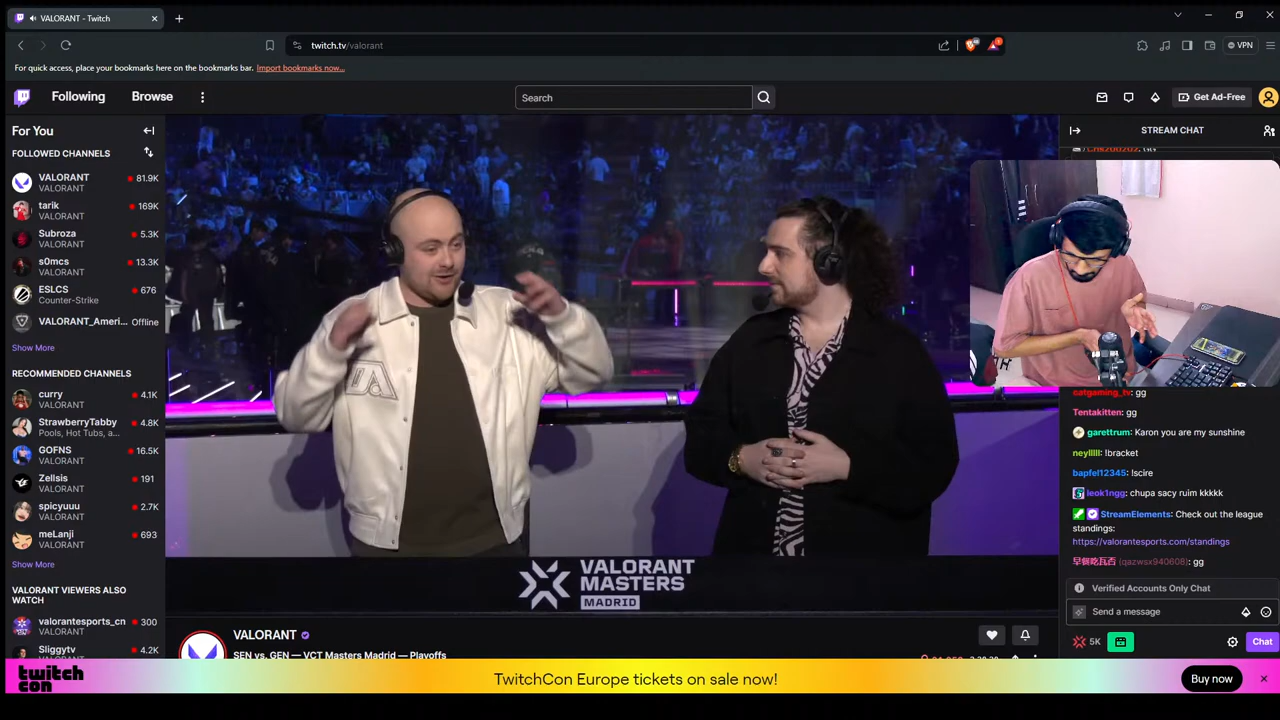 VALORANT - Twitch
twitch.tv/valorant
VPN
For quick access, place your bookmarks here on the bookmarks bar. Import bookmarks now...
Following
Browse
Search
Get Ad-Free
For You
FOLLOWED CHANNELS
VALORANT 81.9K
VALORANT
tarik 169K
VALORANT
Subroza 5.3K
VALORANT
s0mcs 13.3K
VALORANT
ESLCS 676
Counter-Strike
VALORANT_Ameri... Offline
Show More
RECOMMENDED CHANNELS
curry 4.1K
VALORANT
StrawberryTabby 4.8K
Pools, Hot Tubs, a...
GOFNS 16.5K
VALORANT
Zellsis 191
VALORANT
spicyuuu 2.7K
VALORANT
meLanji 693
VALORANT
Show More
VALORANT VIEWERS ALSO
WATCH
valorantesports_cn 300
VALORANT
Sliggytv 4.2K
VALORANT
VALORANT
MASTERS
MADRID
VALORANT
SEN vs. GEN — VCT Masters Madrid — Playoffs
STREAM CHAT
catgaming_tv: gg
Tentakitten: gg
garettrum: Karon you are my sunshine
neylllll: !bracket
bapfel12345: !scire
leok1ngg: chupa sacy ruim kkkkk
StreamElements: Check out the league
standings:
https://valorantesports.com/standings
(qazwsx940608): gg
Verified Accounts Only Chat
Send a message
5K
Chat
twitch
con
TwitchCon Europe tickets on sale now!
Buy now